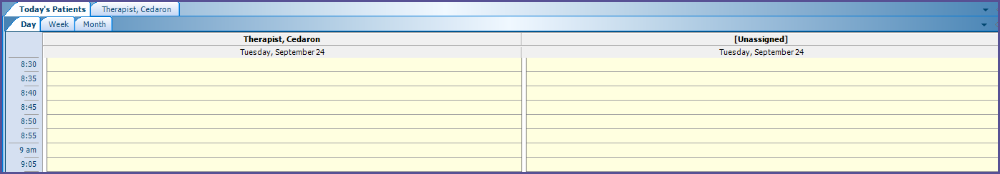 Today's Patients Therapist, Cedaron
Day Week Month
Therapist, Cedaron [Unassigned]
Tuesday, September 24 Tuesday, September 24
8:30
8:35
8:40
8:45
8:50
8:55
9 am
9:05